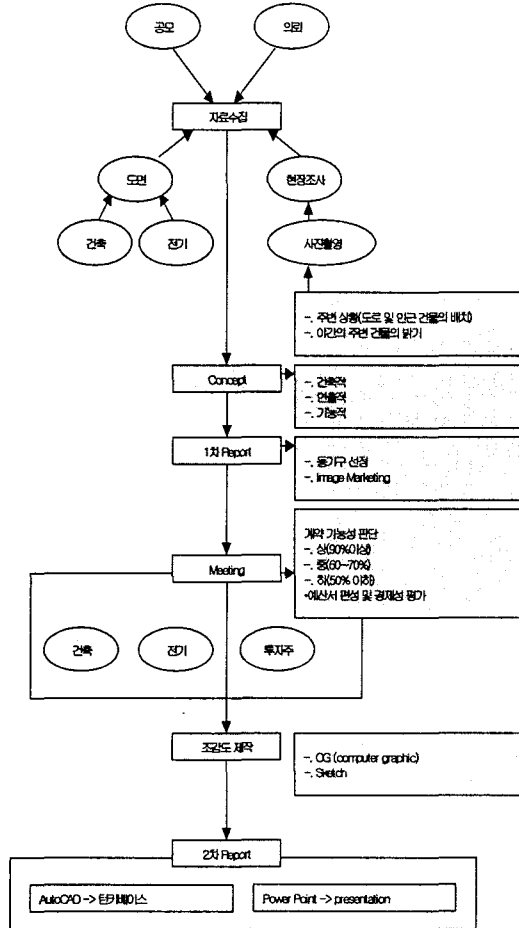 공모
의뢰
자료수집
도면
현장조사
건축
전기
사진촬영
-. 주변 상황(도로 및 인근 건물의 배치)
-. 야간의 주변 건물의 밝기
Concept
-. 건축적
-. 연출적
-. 기능적
1차 Report
-. 등기구 선정
-. Image Marketing
계약 가능성 판단
-. 상(90%이상)
-. 중(60~70%)
-. 하(50% 이하)
•예산서 편성 및 경제성 평가
Meeting
건축
전기
투자주
조감도 제작
-. CG (computer graphic)
-. Sketch
2차 Report
AutoCAD -> 턴키베이스
Power Point -> presentation